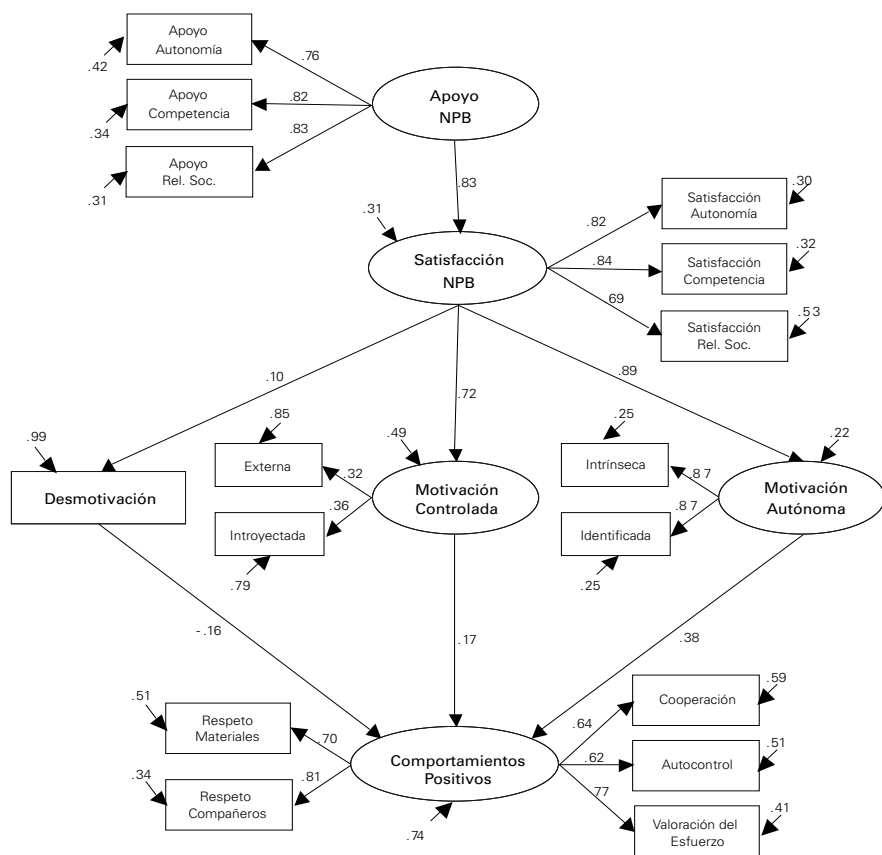 Apoyo
Autonomía
.42
.76
Apoyo
Competencia
.34
.82
Apoyo
NPB
.83
Apoyo
Rel. Soc.
.31
.83
.30
Satisfacción
Autonomía
.31
.82
Satisfacción
NPB
.84
.32
Satisfacción
Competencia
69
.53
Satisfacción
Rel. Soc.
.10
.72
.89
.99
.85
.49
.25
.22
Externa
.32
Intrínseca
.8 7
Desmotivación
Motivación
Controlada
Motivación
Autónoma
.36
Introyectada
.8 7
Identificada
.79
.25
-.16
.17
.38
.51
Respeto
Materiales
.70
.59
Cooperación
.64
Comportamientos
Positivos
.62
.51
Autocontrol
.34
Respeto
Compañeros
.81
.77
.41
Valoración del
Esfuerzo
.74